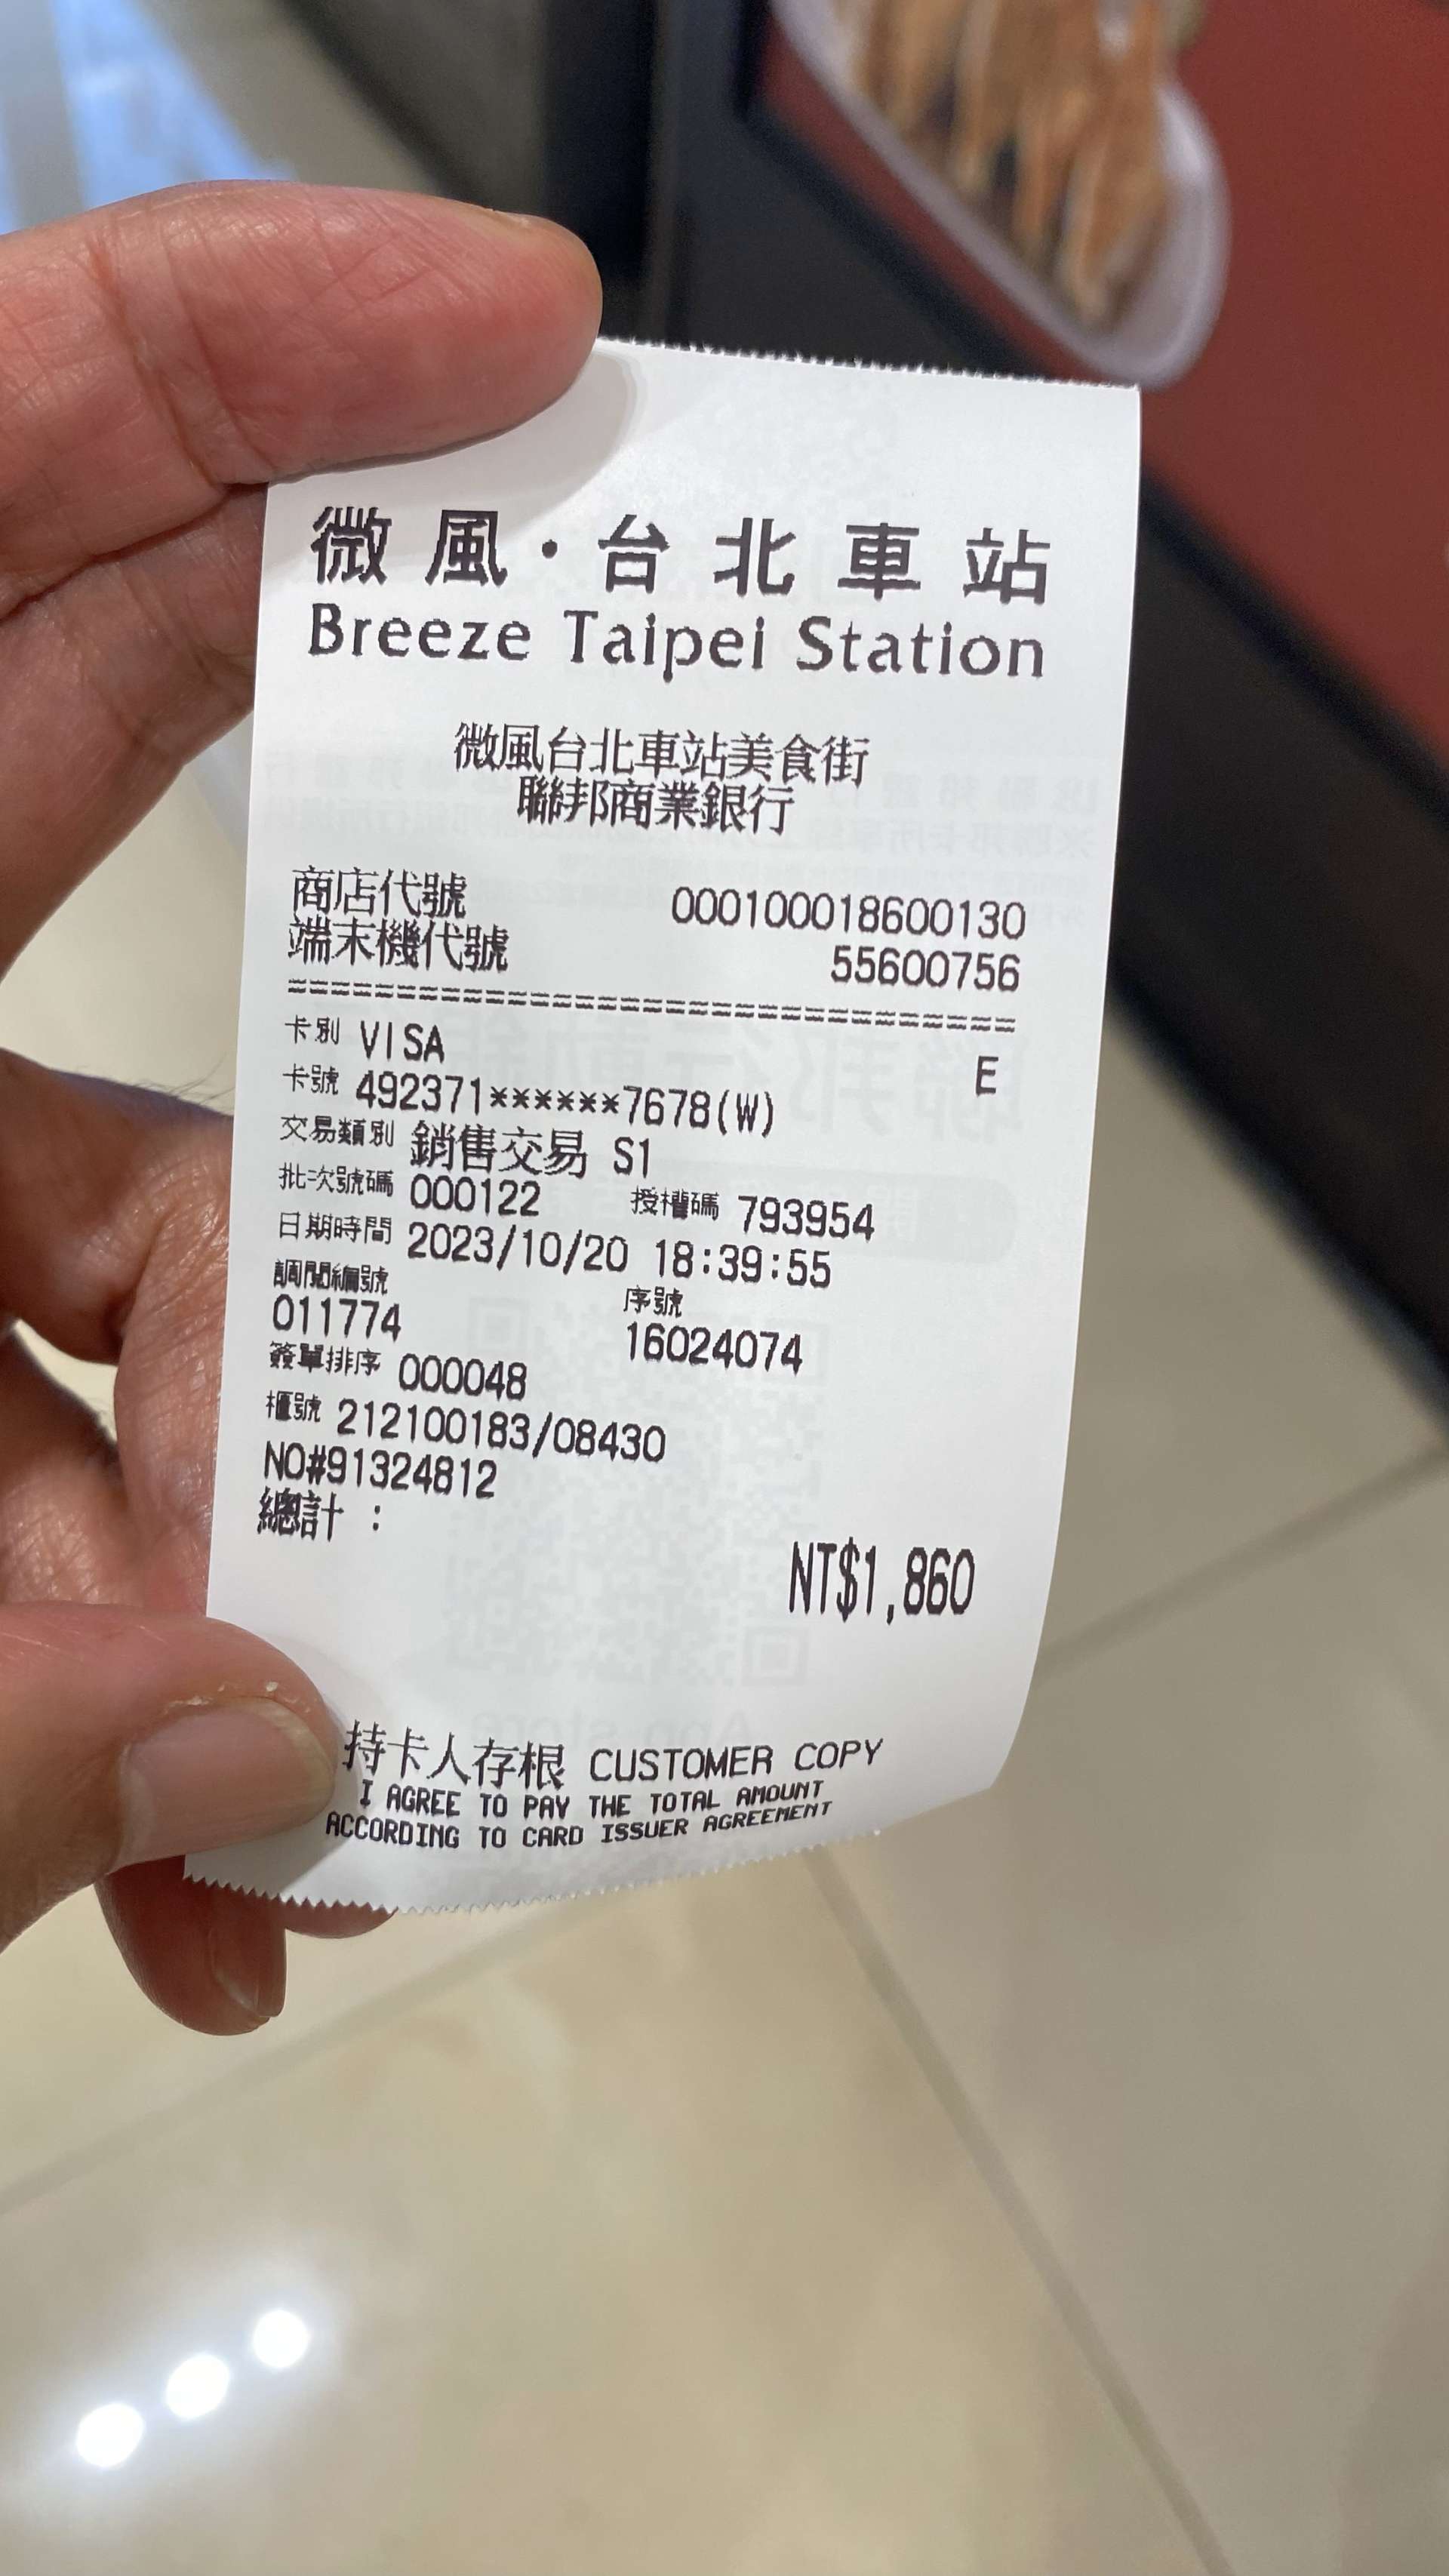 微風·台北車站
Breeze Taipei Station
微風台北車站美食街
聯邦商業銀行
商店代號 000100018600130
端末機代號 55600756
==================================
卡別 VISA E
卡號 492371******7678(W)
交易類別 銷售交易 S1
批次號碼 000122 授權碼 793954
日期時間 2023/10/20 18:39:55
調閱編號 序號
011774 16024074
簽單排序 000048
櫃號 212100183/08430
NO#91324812
總計 :
NT$1,860
持卡人存根 CUSTOMER COPY
I AGREE TO PAY THE TOTAL AMOUNT
ACCORDING TO CARD ISSUER AGREEMENT